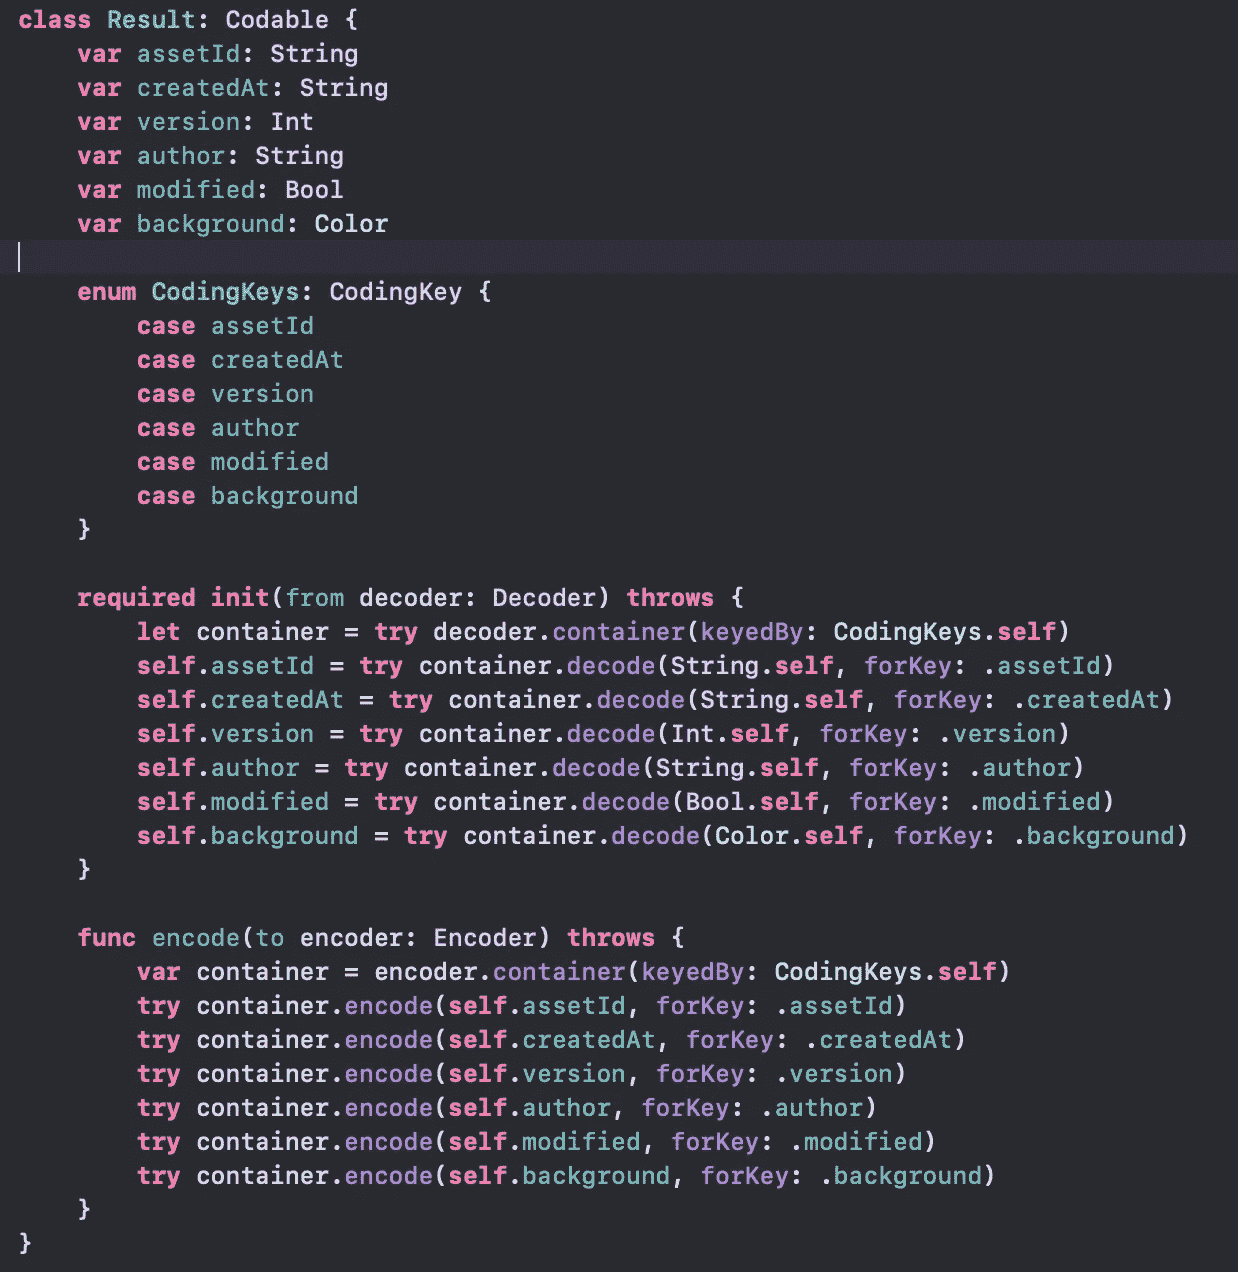 class Result: Codable {
    var assetId: String
    var createdAt: String
    var version: Int
    var author: String
    var modified: Bool
    var background: Color
    enum CodingKeys: CodingKey {
        case assetId
        case createdAt
        case version
        case author
        case modified
        case background
    }
    required init(from decoder: Decoder) throws {
        let container = try decoder.container(keyedBy: CodingKeys.self)
        self.assetId = try container.decode(String.self, forKey: .assetId)
        self.createdAt = try container.decode(String.self, forKey: .createdAt)
        self.version = try container.decode(Int.self, forKey: .version)
        self.author = try container.decode(String.self, forKey: .author)
        self.modified = try container.decode(Bool.self, forKey: .modified)
        self.background = try container.decode(Color.self, forKey: .background)
    }
    func encode(to encoder: Encoder) throws {
        var container = encoder.container(keyedBy: CodingKeys.self)
        try container.encode(self.assetId, forKey: .assetId)
        try container.encode(self.createdAt, forKey: .createdAt)
        try container.encode(self.version, forKey: .version)
        try container.encode(self.author, forKey: .author)
        try container.encode(self.modified, forKey: .modified)
        try container.encode(self.background, forKey: .background)
    }
}